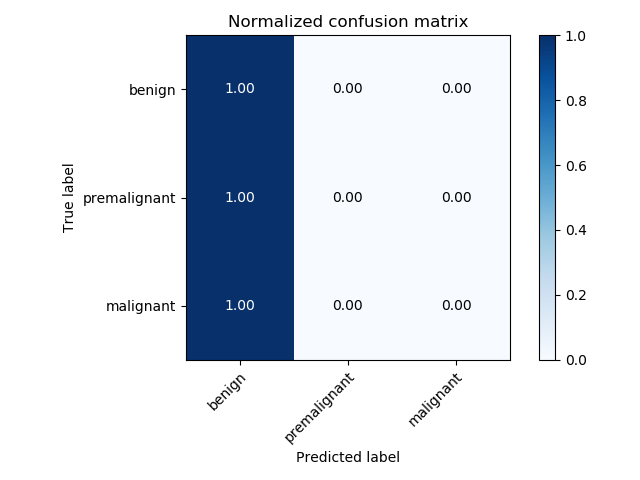 Normalized confusion matrix
True label
benign 1.00 0.00 0.00
premalignant 1.00 0.00 0.00
malignant 1.00 0.00 0.00
benign premalignant malignant
Predicted label
1.0
0.8
0.6
0.4
0.2
0.0